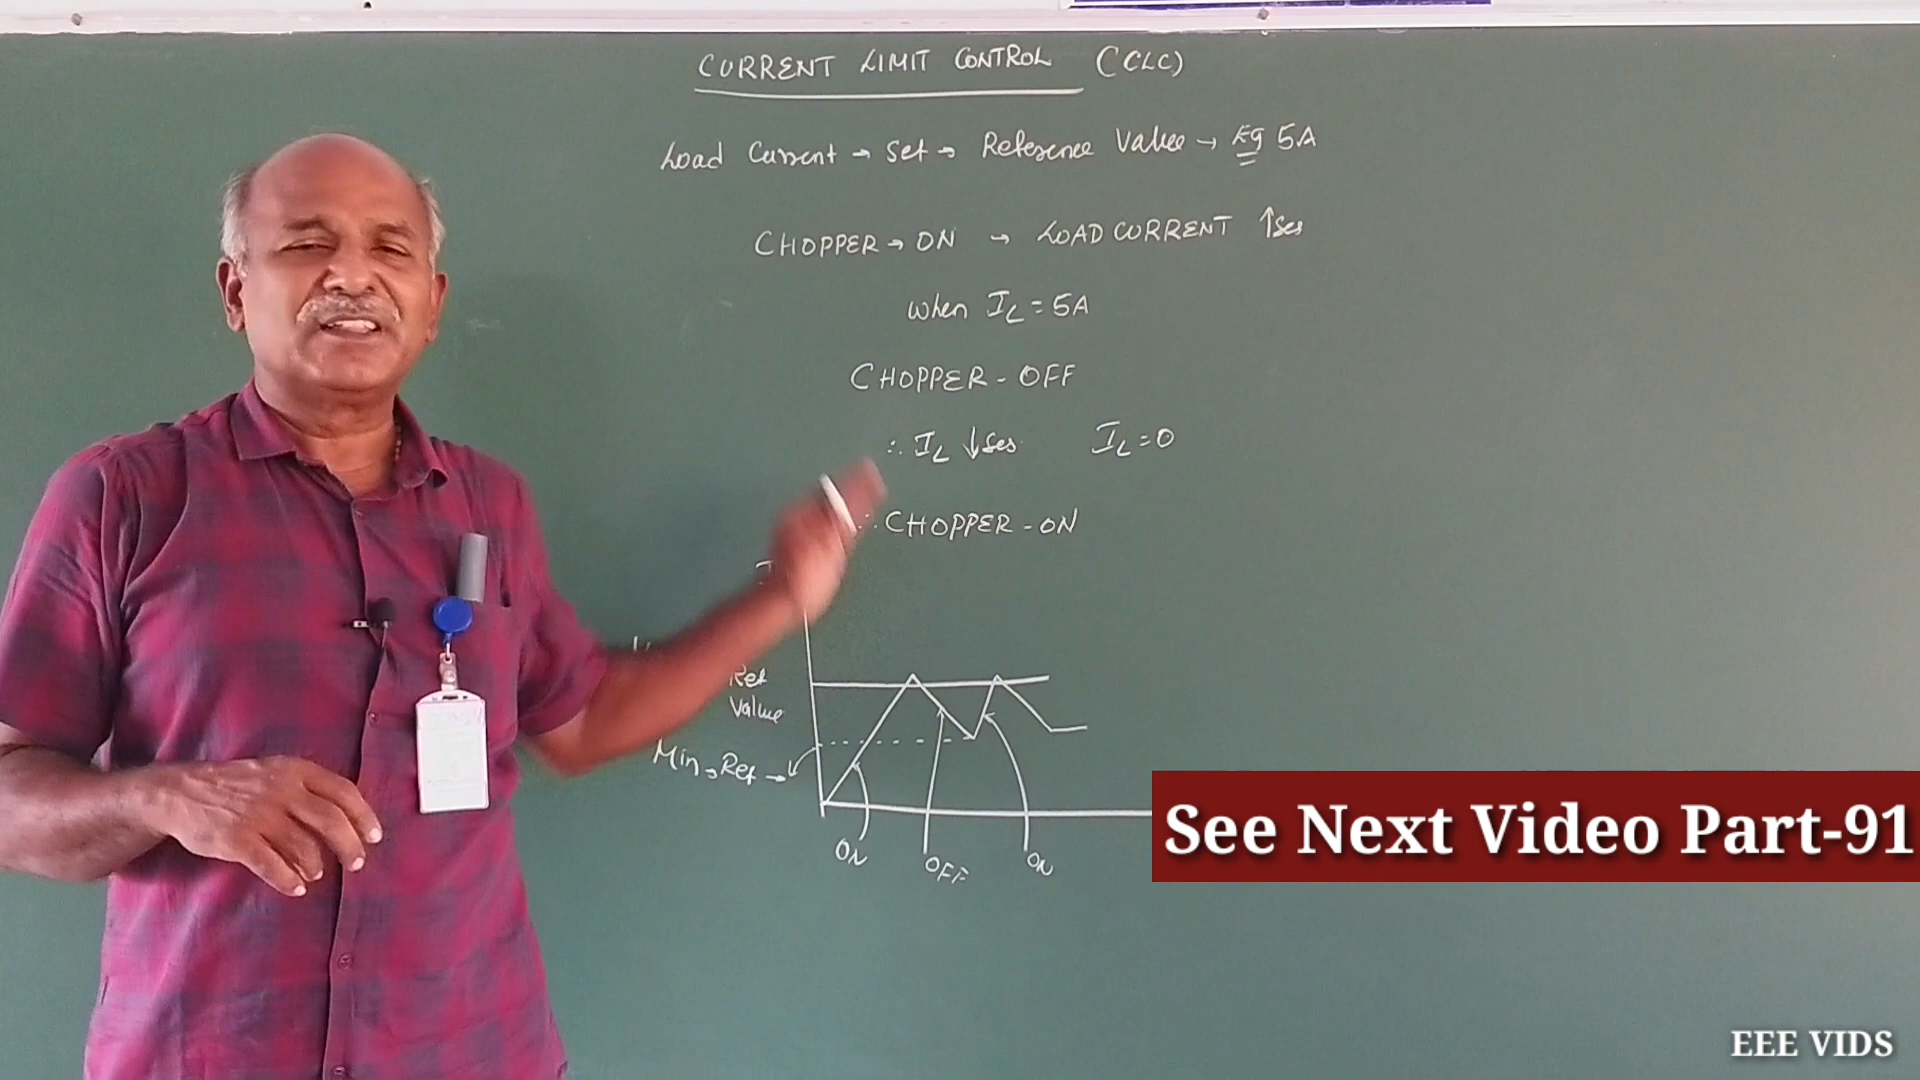 CURRENT LIMIT CONTROL (CLC)
Load Current → Set → Reference Value → Eg 5A
CHOPPER → ON → LOAD CURRENT ↑ses
when IL = 5A
CHOPPER - OFF
∴ IL ↓ses IL = 0
∴ CHOPPER - ON
Ref
Value
Min → Ref →
ON
OFF
ON
See Next Video Part-91
EEE VIDS